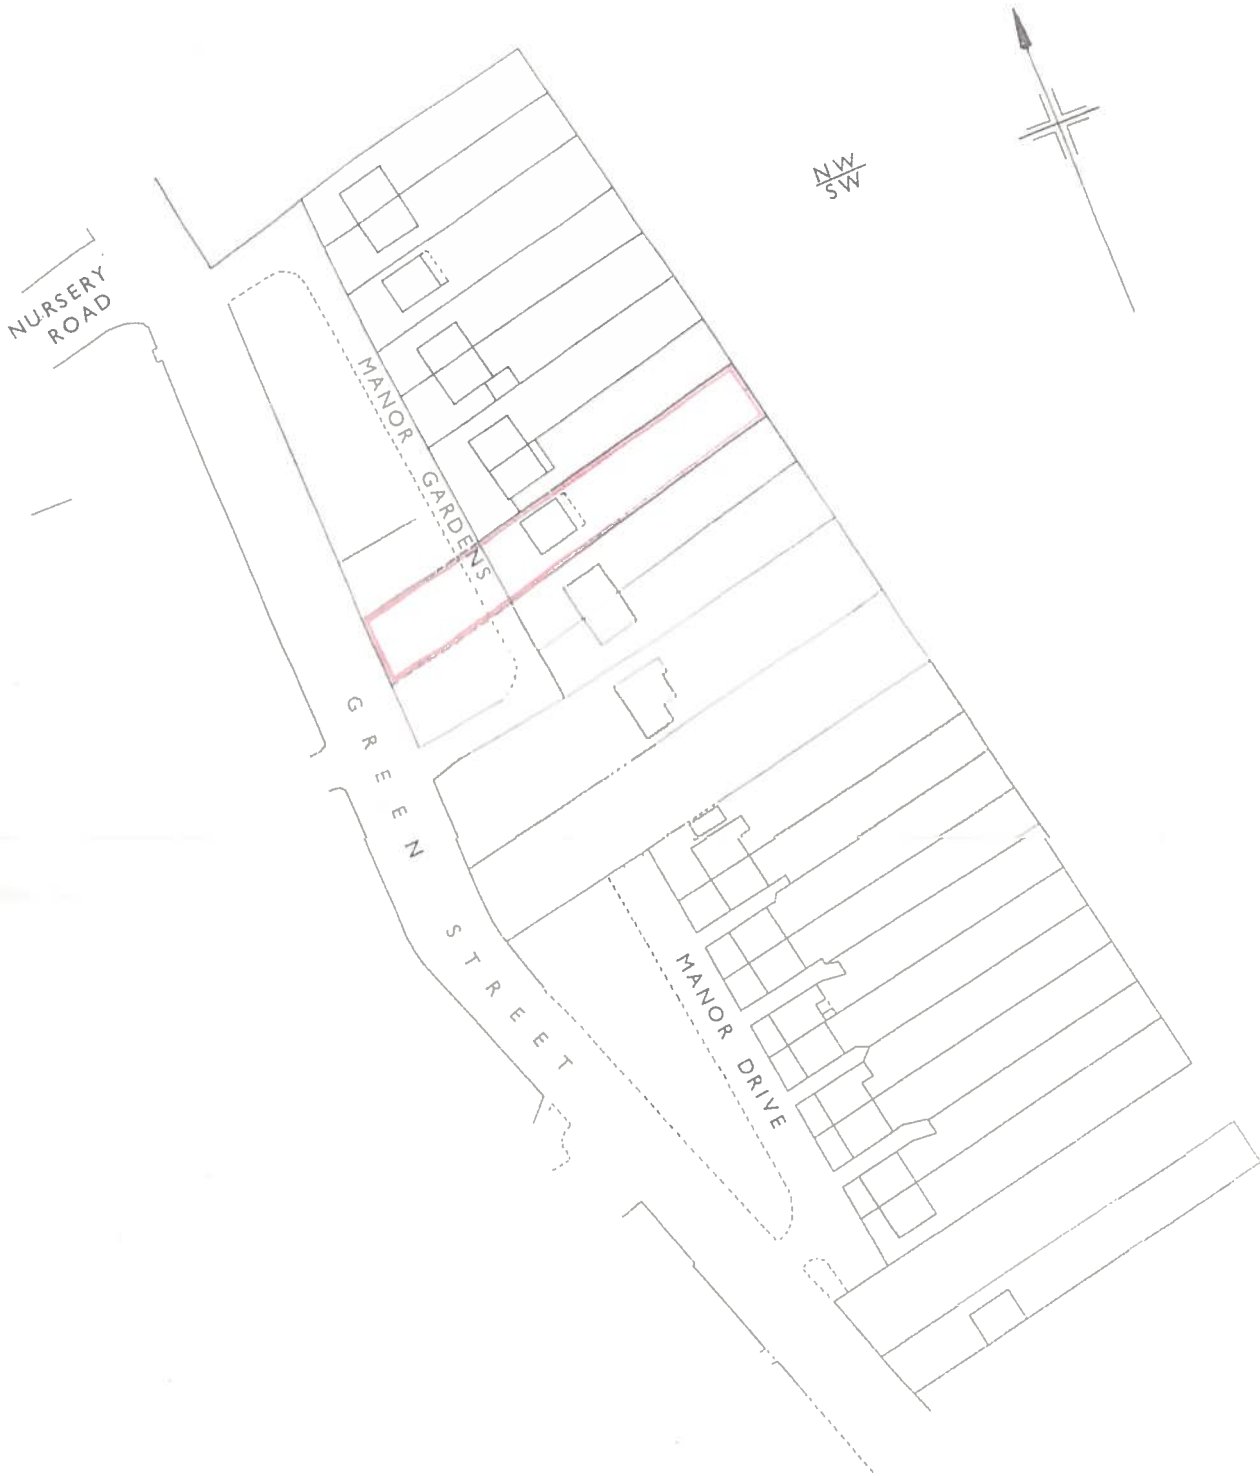 NW
SW
NURSERY
ROAD
MANOR GARDENS
GREEN STREET
MANOR DRIVE